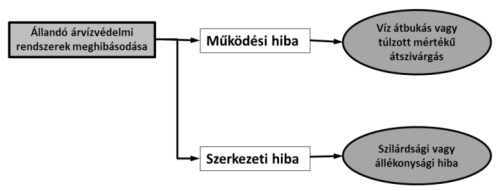 Állandó árvízvédelmi
rendszerek meghibásodása
Működési hiba
Víz átbukás vagy
túlzott mértékű
átszivárgás
Szerkezeti hiba
Szilárdsági vagy
állékonysági hiba